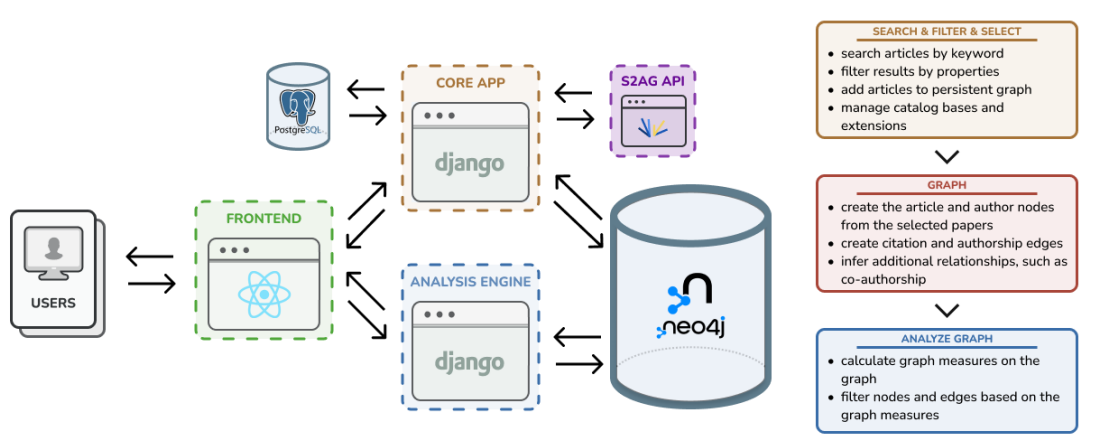 USERS
FRONTEND
PostgreSQL
CORE APP
django
S2AG API
ANALYSIS ENGINE
django
n
neo4j
SEARCH & FILTER & SELECT
• search articles by keyword
• filter results by properties
• add articles to persistent graph
• manage catalog bases and
extensions
GRAPH
• create the article and author nodes
from the selected papers
• create citation and authorship edges
• infer additional relationships, such as
co-authorship
ANALYZE GRAPH
• calculate graph measures on the
graph
• filter nodes and edges based on the
graph measures